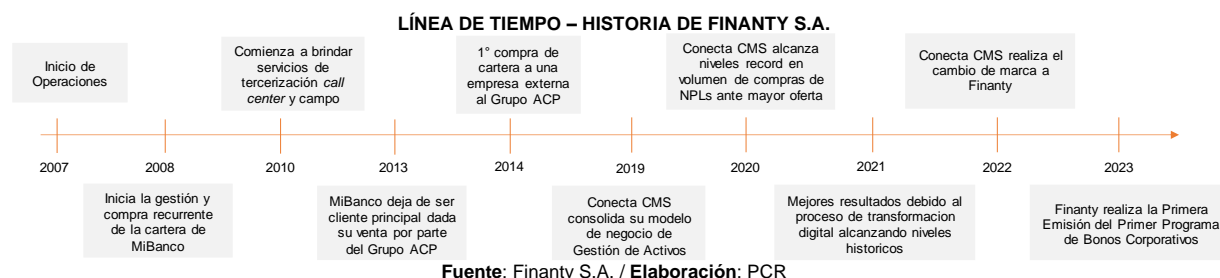 LÍNEA DE TIEMPO – HISTORIA DE FINANTY S.A.
Inicio de
Operaciones
Comienza a brindar
servicios de
tercerización call
center y campo
1° compra de
cartera a una
empresa externa
al Grupo ACP
Conecta CMS alcanza
niveles record en
volumen de compras de
NPLs ante mayor oferta
Conecta CMS realiza el
cambio de marca a
Finanty
2007
2008
2010
2013
2014
2019
2020
2021
2022
2023
Inicia la gestión y
compra recurrente
de la cartera de
MiBanco
MiBanco deja de ser
cliente principal dada
su venta por parte
del Grupo ACP
Conecta CMS
consolida su modelo
de negocio de
Gestión de Activos
Mejores resultados debido al
proceso de transformacion
digital alcanzando niveles
historicos
Finanty realiza la Primera
Emisión del Primer Programa
de Bonos Corporativos
Fuente: Finanty S.A. / Elaboración: PCR